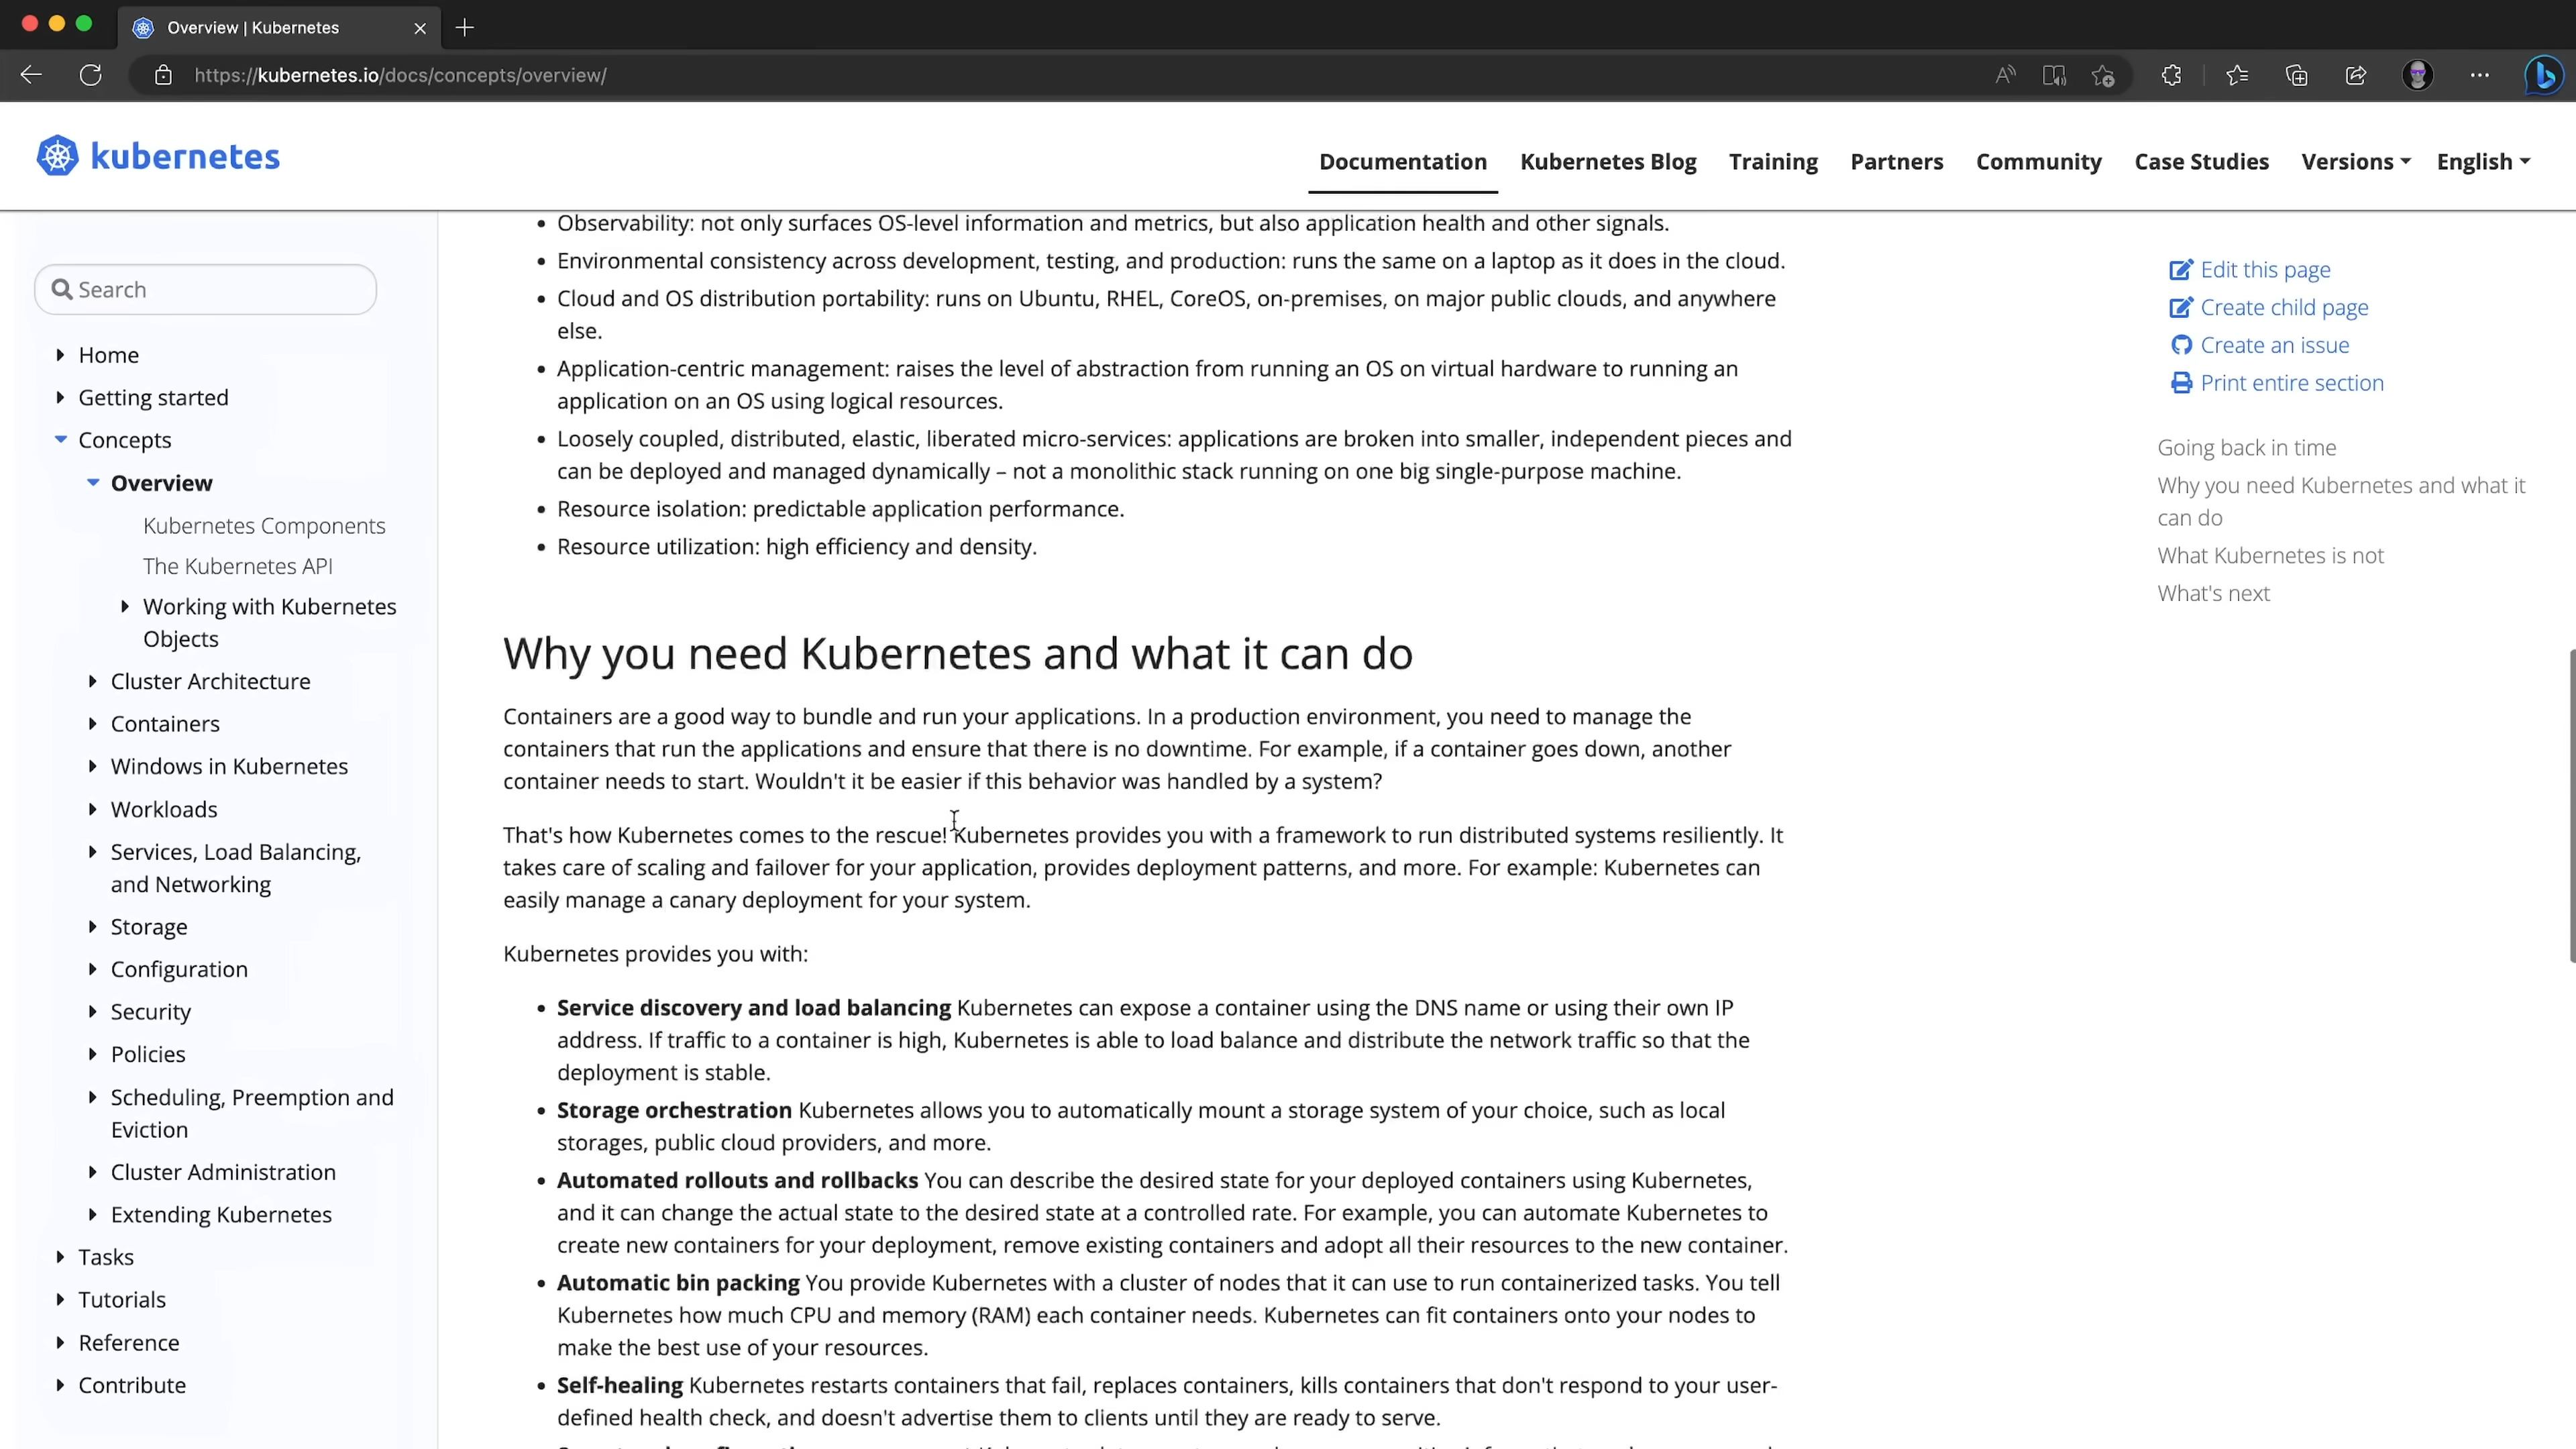 Overview | Kubernetes
https://kubernetes.io/docs/concepts/overview/
kubernetes
Documentation
Kubernetes Blog
Training
Partners
Community
Case Studies
Versions
English
Search
Home
Getting started
Concepts
Overview
Kubernetes Components
The Kubernetes API
Working with Kubernetes
Objects
Cluster Architecture
Containers
Windows in Kubernetes
Workloads
Services, Load Balancing,
and Networking
Storage
Configuration
Security
Policies
Scheduling, Preemption and
Eviction
Cluster Administration
Extending Kubernetes
Tasks
Tutorials
Reference
Contribute
• Observability: not only surfaces OS-level information and metrics, but also application health and other signals.
• Environmental consistency across development, testing, and production: runs the same on a laptop as it does in the cloud.
• Cloud and OS distribution portability: runs on Ubuntu, RHEL, CoreOS, on-premises, on major public clouds, and anywhere
else.
• Application-centric management: raises the level of abstraction from running an OS on virtual hardware to running an
application on an OS using logical resources.
• Loosely coupled, distributed, elastic, liberated micro-services: applications are broken into smaller, independent pieces and
can be deployed and managed dynamically – not a monolithic stack running on one big single-purpose machine.
• Resource isolation: predictable application performance.
• Resource utilization: high efficiency and density.
Why you need Kubernetes and what it can do
Containers are a good way to bundle and run your applications. In a production environment, you need to manage the
containers that run the applications and ensure that there is no downtime. For example, if a container goes down, another
container needs to start. Wouldn't it be easier if this behavior was handled by a system?
That's how Kubernetes comes to the rescue! Kubernetes provides you with a framework to run distributed systems resiliently. It
takes care of scaling and failover for your application, provides deployment patterns, and more. For example: Kubernetes can
easily manage a canary deployment for your system.
Kubernetes provides you with:
• Service discovery and load balancing Kubernetes can expose a container using the DNS name or using their own IP
address. If traffic to a container is high, Kubernetes is able to load balance and distribute the network traffic so that the
deployment is stable.
• Storage orchestration Kubernetes allows you to automatically mount a storage system of your choice, such as local
storages, public cloud providers, and more.
• Automated rollouts and rollbacks You can describe the desired state for your deployed containers using Kubernetes,
and it can change the actual state to the desired state at a controlled rate. For example, you can automate Kubernetes to
create new containers for your deployment, remove existing containers and adopt all their resources to the new container.
• Automatic bin packing You provide Kubernetes with a cluster of nodes that it can use to run containerized tasks. You tell
Kubernetes how much CPU and memory (RAM) each container needs. Kubernetes can fit containers onto your nodes to
make the best use of your resources.
• Self-healing Kubernetes restarts containers that fail, replaces containers, kills containers that don't respond to your user-
defined health check, and doesn't advertise them to clients until they are ready to serve.
Edit this page
Create child page
Create an issue
Print entire section
Going back in time
Why you need Kubernetes and what it
can do
What Kubernetes is not
What's next